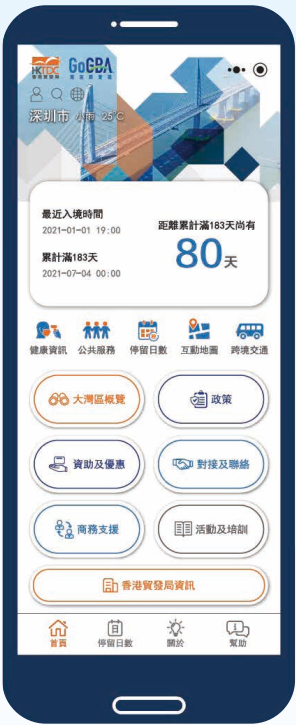 HKTDC GoGBA
深圳市 小雨 25°C
最近入境時間
2021-01-01 19:00
累計滿183天
2021-07-04 00:00
距離累計滿183天尚有
80天
健康資訊 公共服務 停留日數 互動地圖 跨境交通
大灣區概覽 政策
資助及優惠 對接及聯絡
商務支援 活動及培訓
香港貿發局資訊
首頁 停留日數 關於 幫助